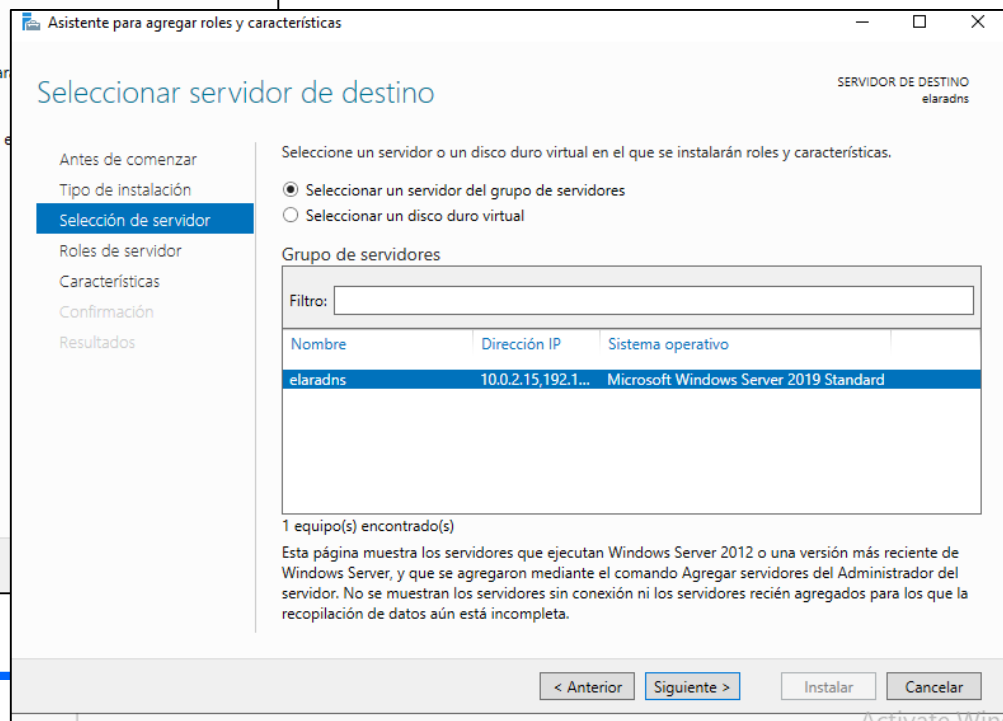 Asistente para agregar roles y características
Seleccionar servidor de destino
SERVIDOR DE DESTINO
elaradns
Antes de comenzar
Tipo de instalación
Selección de servidor
Roles de servidor
Características
Confirmación
Resultados
Seleccione un servidor o un disco duro virtual en el que se instalarán roles y características.
Seleccionar un servidor del grupo de servidores
Seleccionar un disco duro virtual
Grupo de servidores
Filtro:
Nombre Dirección IP Sistema operativo
elaradns 10.0.2.15,192.1... Microsoft Windows Server 2019 Standard
1 equipo(s) encontrado(s)
Esta página muestra los servidores que ejecutan Windows Server 2012 o una versión más reciente de
Windows Server, y que se agregaron mediante el comando Agregar servidores del Administrador del
servidor. No se muestran los servidores sin conexión ni los servidores recién agregados para los que la
recopilación de datos aún está incompleta.
< Anterior Siguiente > Instalar Cancelar